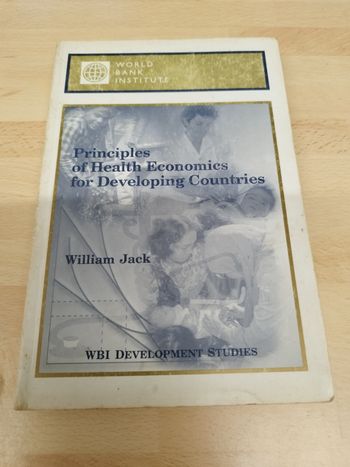 WORLD
BANK
INSTITUTE
Principles
of Health Economics
for Developing Countries
William Jack
WBI DEVELOPMENT STUDIES